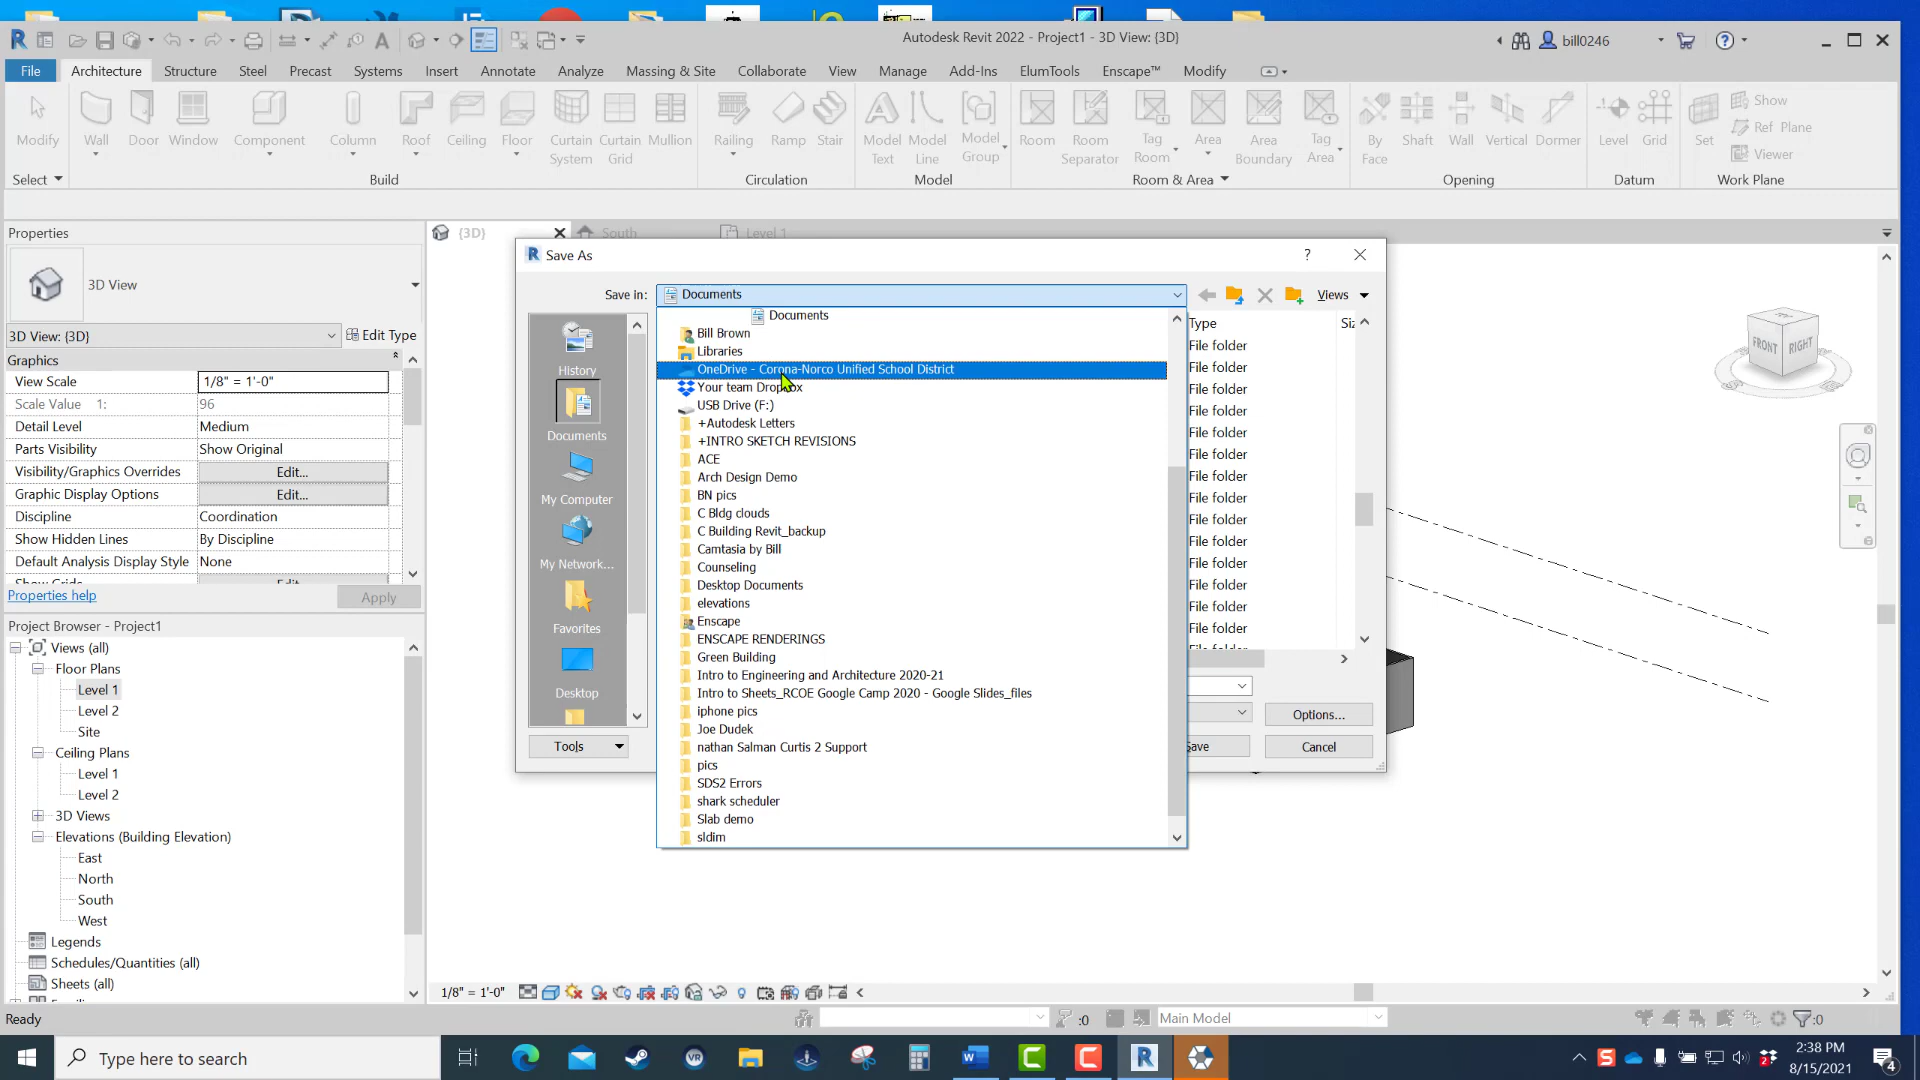 Autodesk Revit 2022 - Project1 - 3D View: {3D}
bill0246
File Architecture Structure Steel Precast Systems Insert Annotate Analyze Massing & Site Collaborate View Manage Add-Ins ElumTools Enscape™ Modify
Modify
Wall
Door
Window
Component
Column
Roof
Ceiling
Floor
Curtain System
Curtain Grid
Mullion
Railing
Ramp
Stair
Model Text
Model Line
Model Group
Room
Room Separator
Tag Room
Area
Area Boundary
Tag Area
By Face
Shaft
Wall
Vertical
Dormer
Level
Grid
Set
Show
Ref Plane
Viewer
Select
Build
Circulation
Model
Room & Area
Opening
Datum
Work Plane
Properties
3D View
3D View: {3D}
Edit Type
Graphics
View Scale 1/8" = 1'-0"
Scale Value 1: 96
Detail Level Medium
Parts Visibility Show Original
Visibility/Graphics Overrides Edit...
Graphic Display Options Edit...
Discipline Coordination
Show Hidden Lines By Discipline
Default Analysis Display Style None
Show Grids Edit...
Properties help
Apply
Project Browser - Project1
Views (all)
Floor Plans
Level 1
Level 2
Site
Ceiling Plans
Level 1
Level 2
3D Views
Elevations (Building Elevation)
East
North
South
West
Legends
Schedules/Quantities (all)
Sheets (all)
{3D}
South
Level 1
Save As
?
Save in:
Documents
Views
History
Documents
My Computer
My Network...
Favorites
Desktop
Tools
Documents
Bill Brown
Libraries
OneDrive - Corona-Norco Unified School District
Your team Dropbox
USB Drive (F:)
+Autodesk Letters
+INTRO SKETCH REVISIONS
ACE
Arch Design Demo
BN pics
C Bldg clouds
C Building Revit_backup
Camtasia by Bill
Counseling
Desktop Documents
elevations
Enscape
ENSCAPE RENDERINGS
Green Building
Intro to Engineering and Architecture 2020-21
Intro to Sheets_RCOE Google Camp 2020 - Google Slides_files
iphone pics
Joe Dudek
nathan Salman Curtis 2 Support
pics
SDS2 Errors
shark scheduler
Slab demo
sldim
Type
File folder
File folder
File folder
File folder
File folder
File folder
File folder
File folder
File folder
File folder
File folder
File folder
File folder
File folder
Options...
Save
Cancel
FRONT
RIGHT
1/8" = 1'-0"
Ready
:0
Main Model
:0
Type here to search
2:38 PM
8/15/2021
4